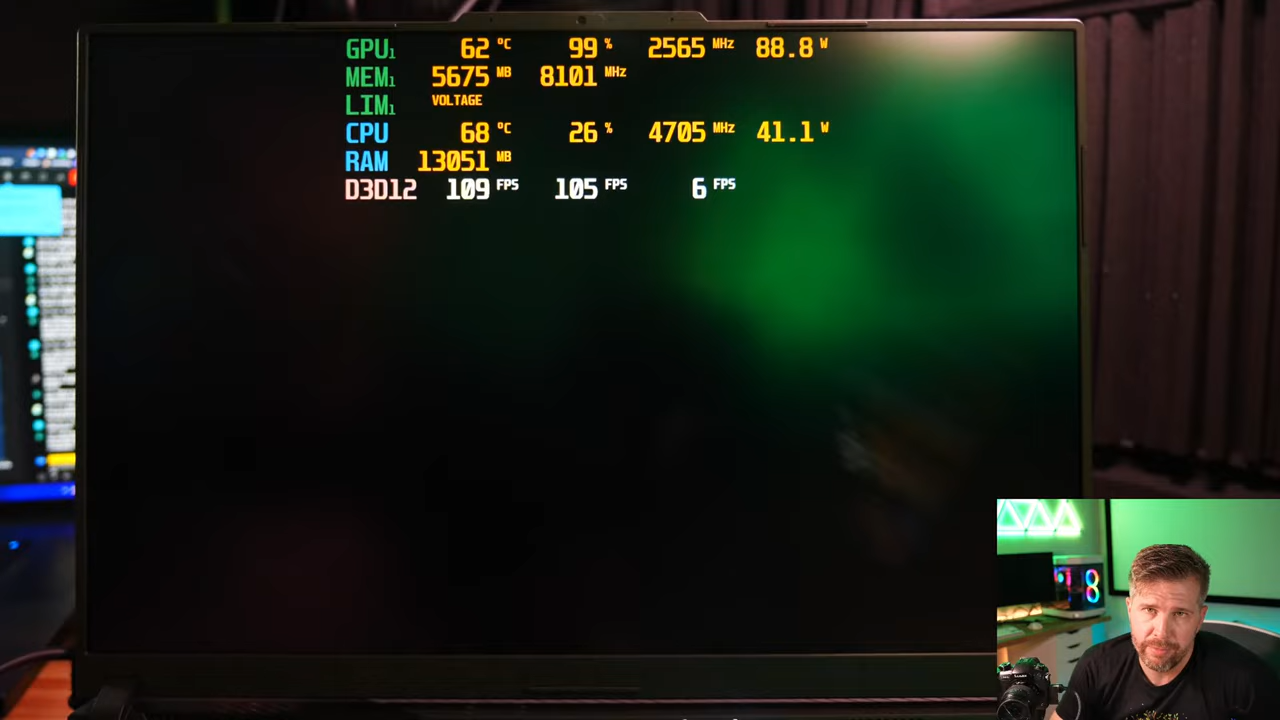 GPU1 62 °C 99 % 2565 MHz 88.8 W
MEM1 5675 MB 8101 MHz
LIM1 VOLTAGE
CPU 68 °C 26 % 4705 MHz 41.1 W
RAM 13051 MB
D3D12 109 FPS 105 FPS 6 FPS